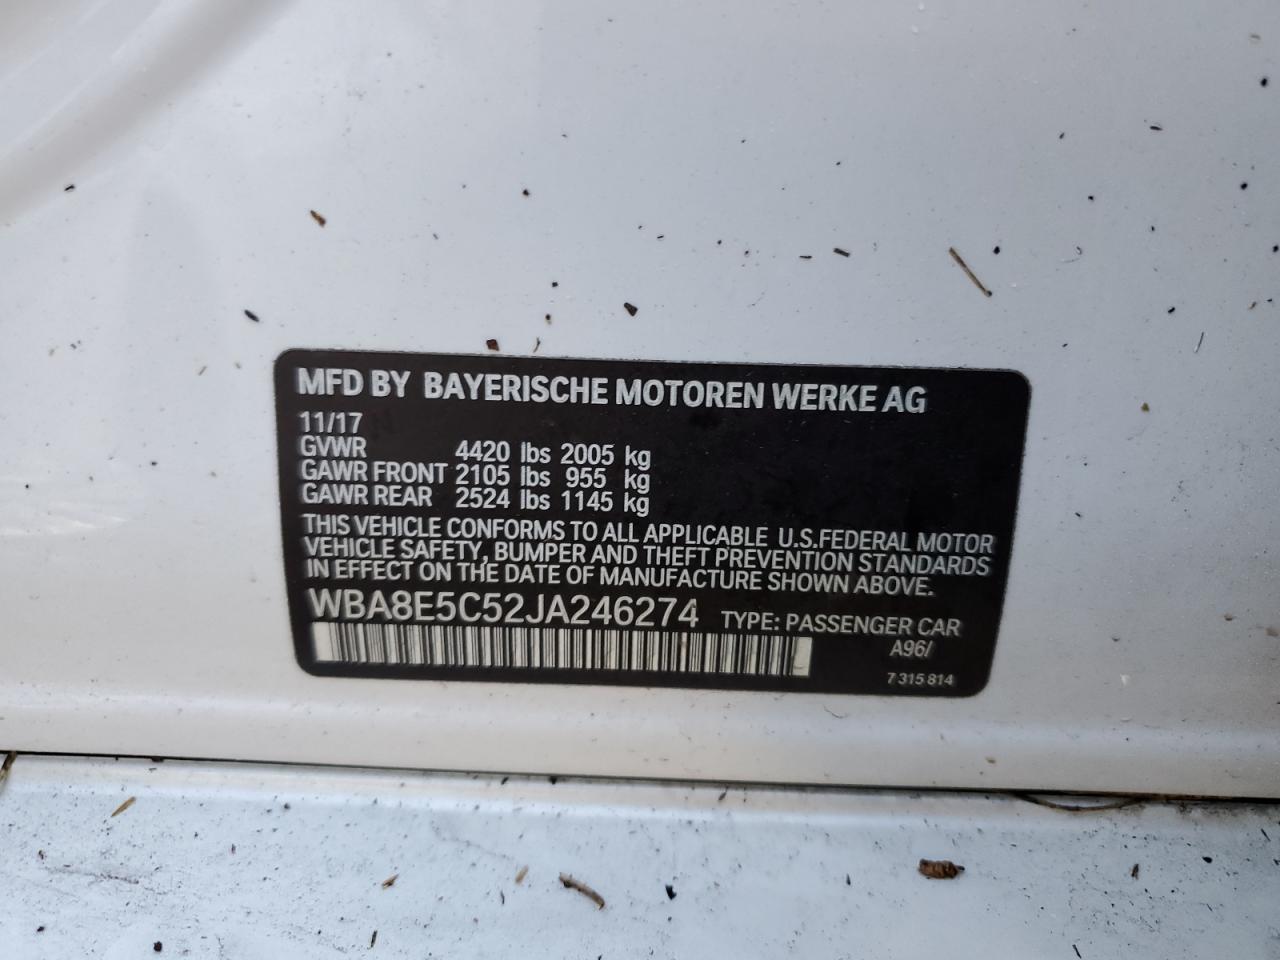 MFD BY BAYERISCHE MOTOREN WERKE AG
11/17
GVWR 4420 lbs 2005 kg
GAWR FRONT 2105 lbs 955 kg
GAWR REAR 2524 lbs 1145 kg
THIS VEHICLE CONFORMS TO ALL APPLICABLE U.S.FEDERAL MOTOR
VEHICLE SAFETY, BUMPER AND THEFT PREVENTION STANDARDS
IN EFFECT ON THE DATE OF MANUFACTURE SHOWN ABOVE.
WBA8E5C52JA246274 TYPE: PASSENGER CAR
A96/
7 315 814